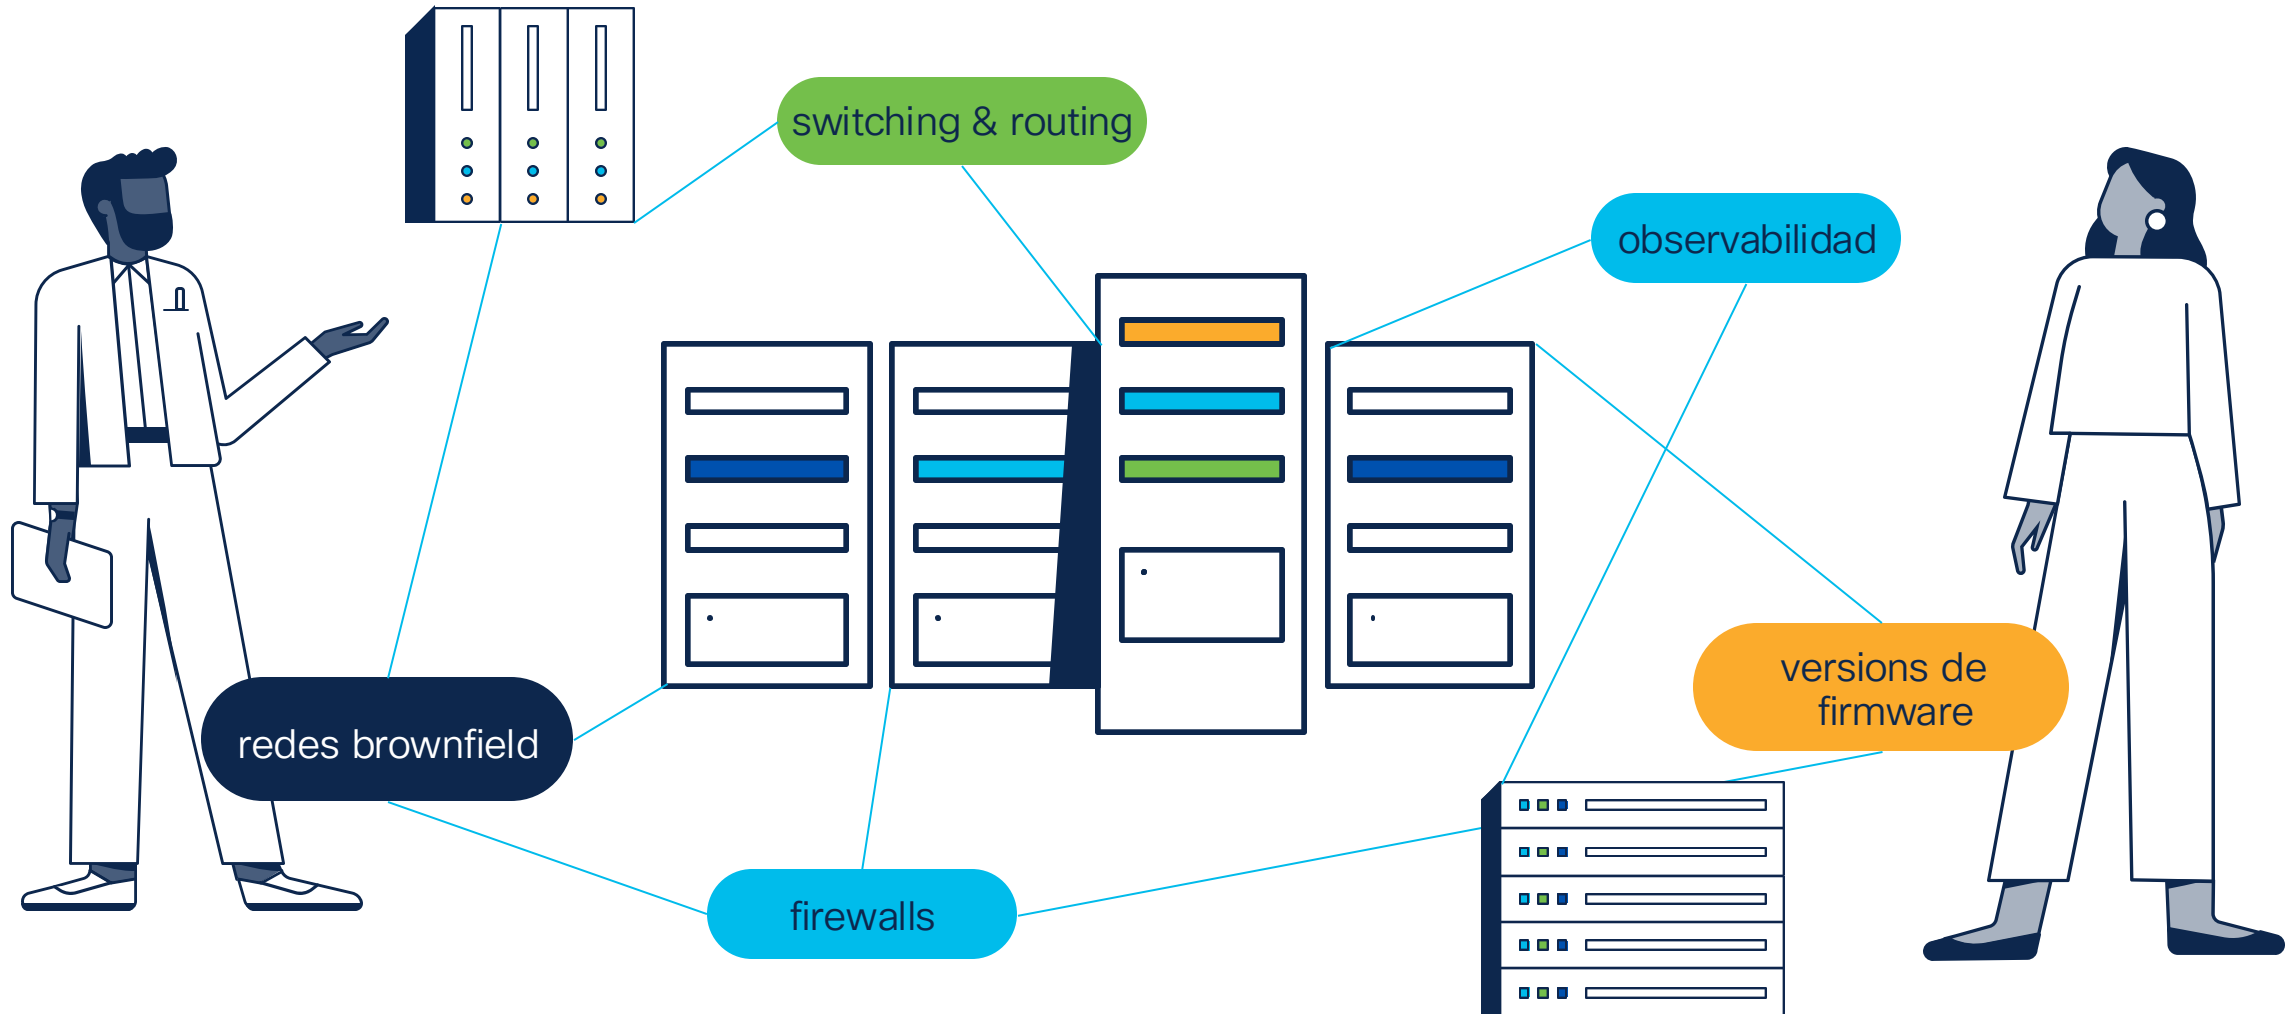 switching & routing
observabilidad
versions de
firmware
redes brownfield
firewalls